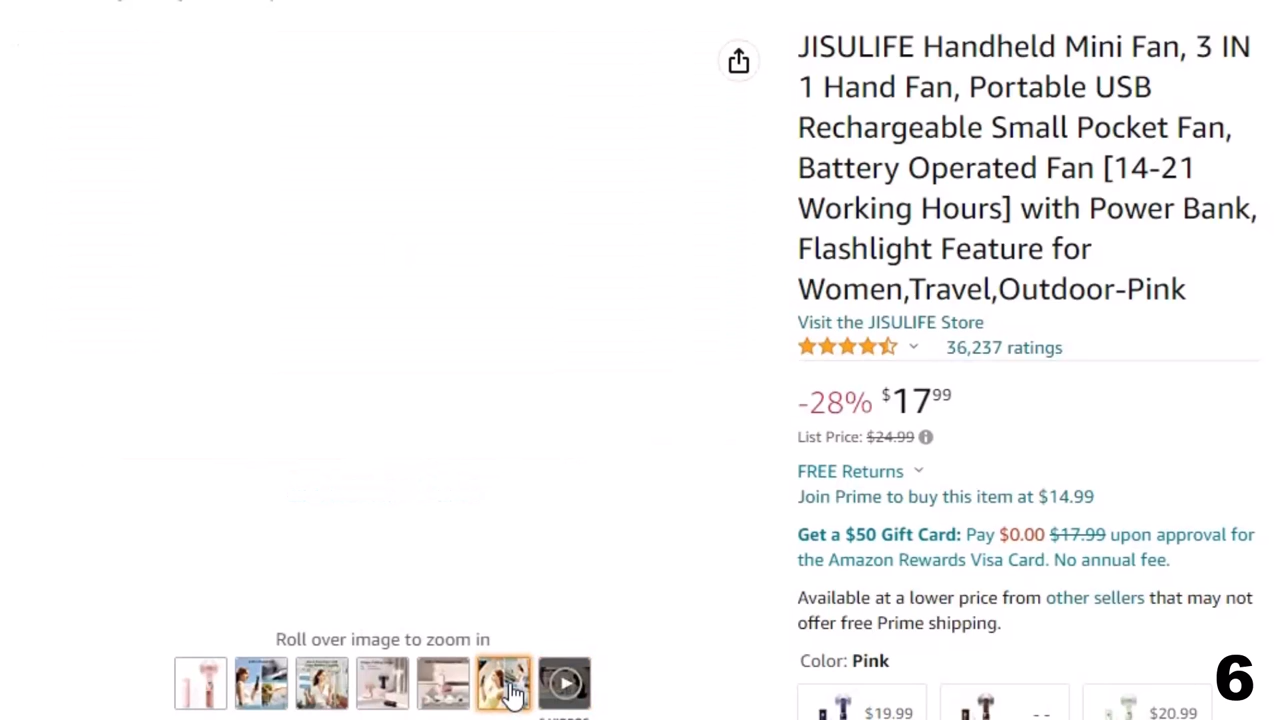 JISULIFE Handheld Mini Fan, 3 IN
1 Hand Fan, Portable USB
Rechargeable Small Pocket Fan,
Battery Operated Fan [14-21
Working Hours] with Power Bank,
Flashlight Feature for
Women,Travel,Outdoor-Pink
Visit the JISULIFE Store
36,237 ratings
-28% $17.99
List Price: $24.99
FREE Returns
Join Prime to buy this item at $14.99
Get a $50 Gift Card: Pay $0.00 $17.99 upon approval for
the Amazon Rewards Visa Card. No annual fee.
Available at a lower price from other sellers that may not
offer free Prime shipping.
Roll over image to zoom in
Color: Pink
6
$19.99
--
$20.99